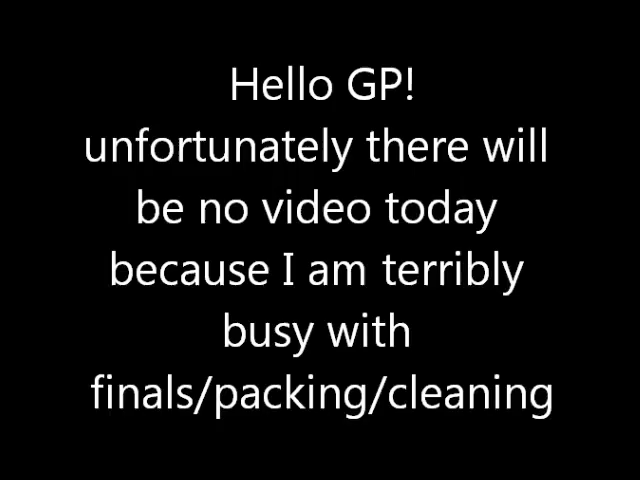 Hello GP!
unfortunately there will
be no video today
because I am terribly
busy with
finals/packing/cleaning